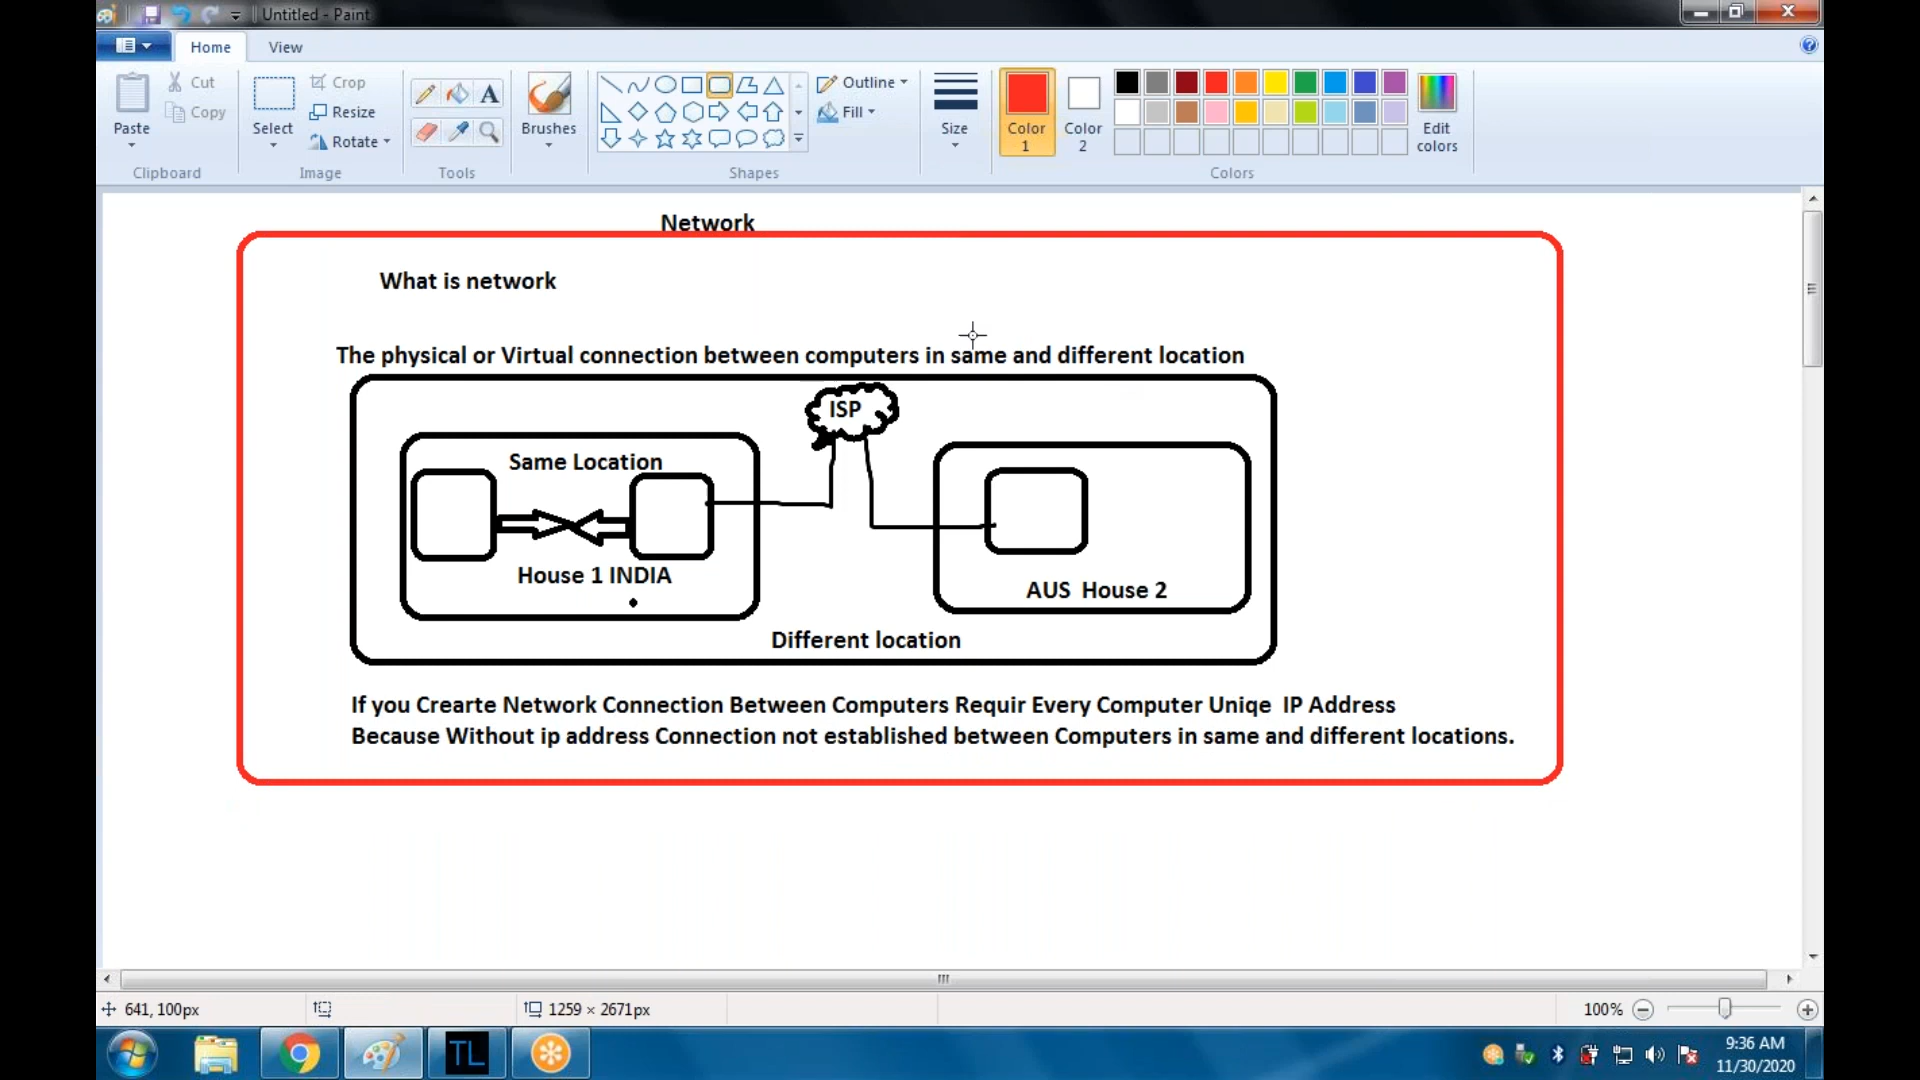 Untitled - Paint
Home
View
Paste
Cut
Copy
Clipboard
Select
Crop
Resize
Rotate
Image
A
Tools
Brushes
Outline
Fill
Shapes
Size
Color 1
Color 2
Edit colors
Colors
Network
What is network
The physical or Virtual connection between computers in same and different location
ISP
Same Location
House 1 INDIA
AUS House 2
Different location
If you Crearte Network Connection Between Computers Requir Every Computer Uniqe IP Address
Because Without ip address Connection not established between Computers in same and different locations.
641, 100px
1259 × 2671px
100%
TL
9:36 AM
11/30/2020